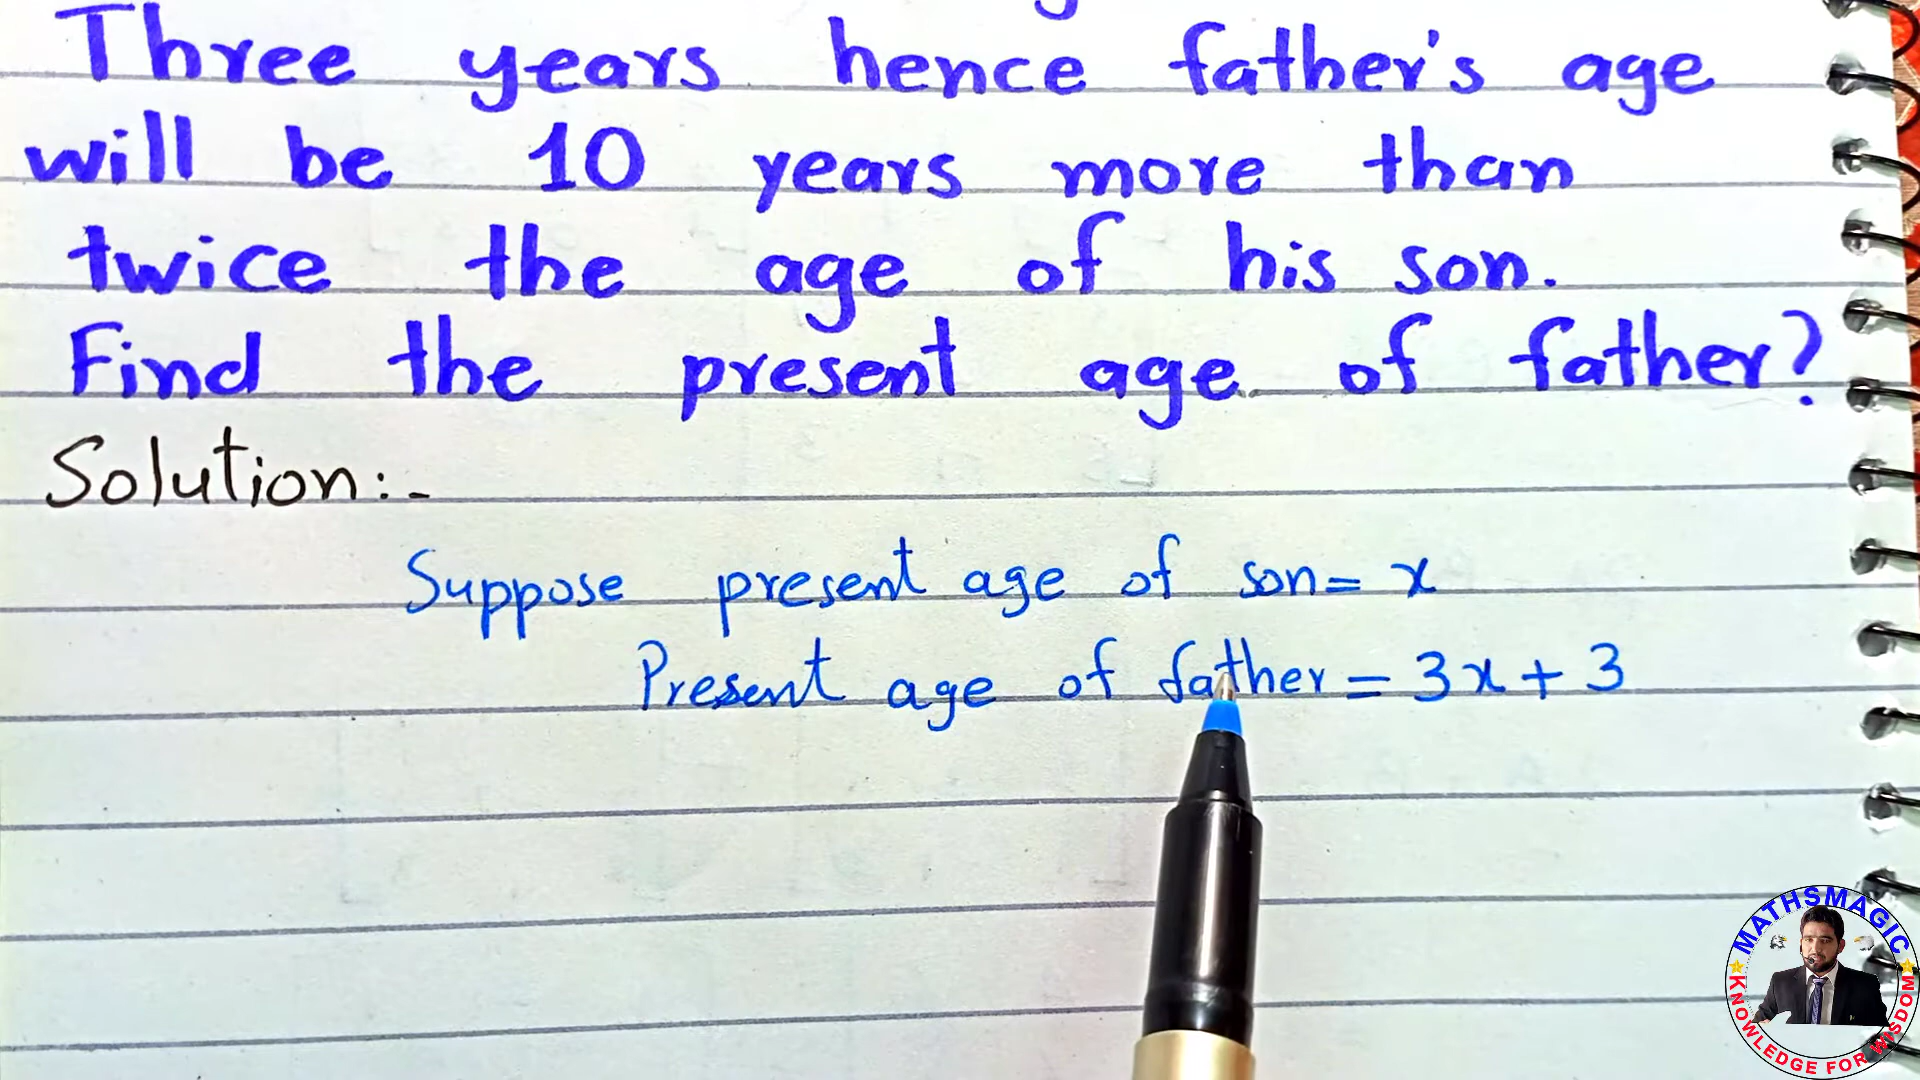 Three years hence father's age
will be 10 years more than
twice the age of his son.
Find the present age of father?
Solution:-
Suppose present age of son = x
Present age of father = 3x + 3
MATHSMAGIC
KNOWLEDGE FOR WISDOM